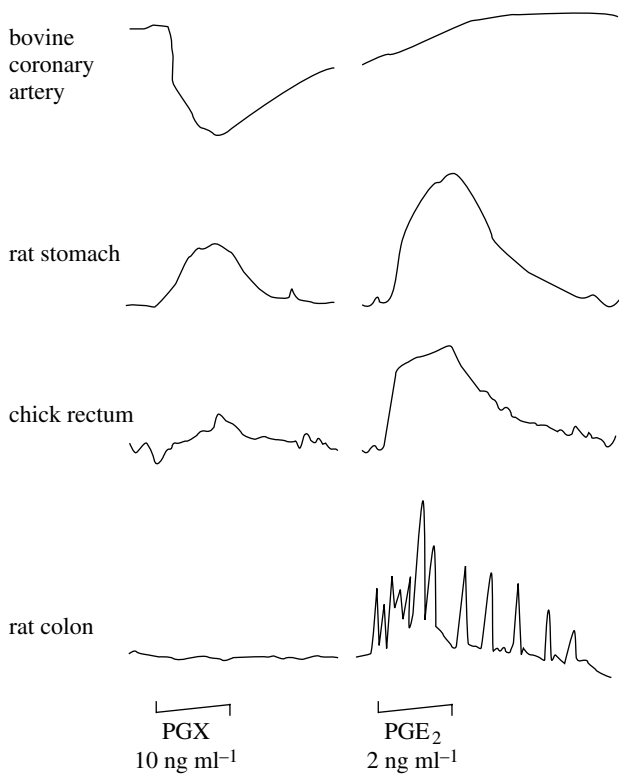 bovine
coronary
artery
rat stomach
chick rectum
rat colon
PGX
10 ng ml⁻¹
PGE₂
2 ng ml⁻¹